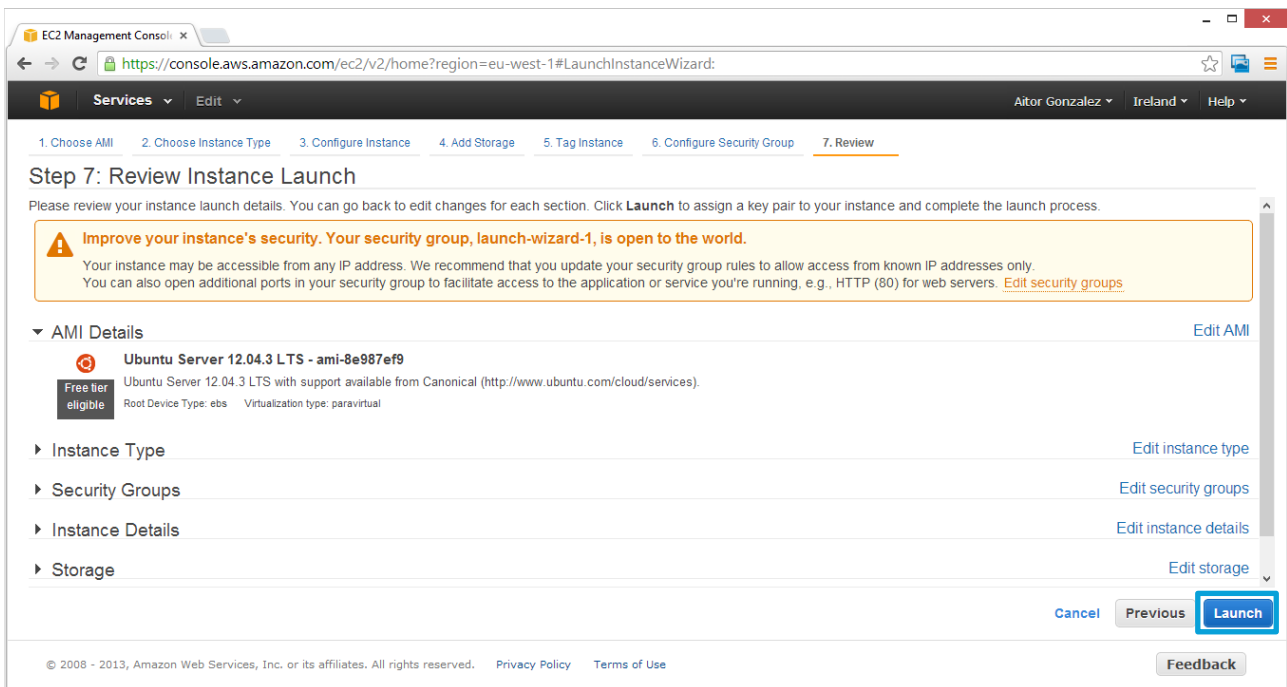 EC2 Management Consol
https://console.aws.amazon.com/ec2/v2/home?region=eu-west-1#LaunchInstanceWizard:
Services Edit Aitor Gonzalez Ireland Help
1. Choose AMI 2. Choose Instance Type 3. Configure Instance 4. Add Storage 5. Tag Instance 6. Configure Security Group 7. Review
Step 7: Review Instance Launch
Please review your instance launch details. You can go back to edit changes for each section. Click Launch to assign a key pair to your instance and complete the launch process.
Improve your instance's security. Your security group, launch-wizard-1, is open to the world.
Your instance may be accessible from any IP address. We recommend that you update your security group rules to allow access from known IP addresses only.
You can also open additional ports in your security group to facilitate access to the application or service you're running, e.g., HTTP (80) for web servers. Edit security groups
AMI Details Edit AMI
Ubuntu Server 12.04.3 LTS - ami-8e987ef9
Free tier eligible
Ubuntu Server 12.04.3 LTS with support available from Canonical (http://www.ubuntu.com/cloud/services).
Root Device Type: ebs Virtualization type: paravirtual
Instance Type Edit instance type
Security Groups Edit security groups
Instance Details Edit instance details
Storage Edit storage
Cancel Previous Launch
© 2008 - 2013, Amazon Web Services, Inc. or its affiliates. All rights reserved. Privacy Policy Terms of Use Feedback